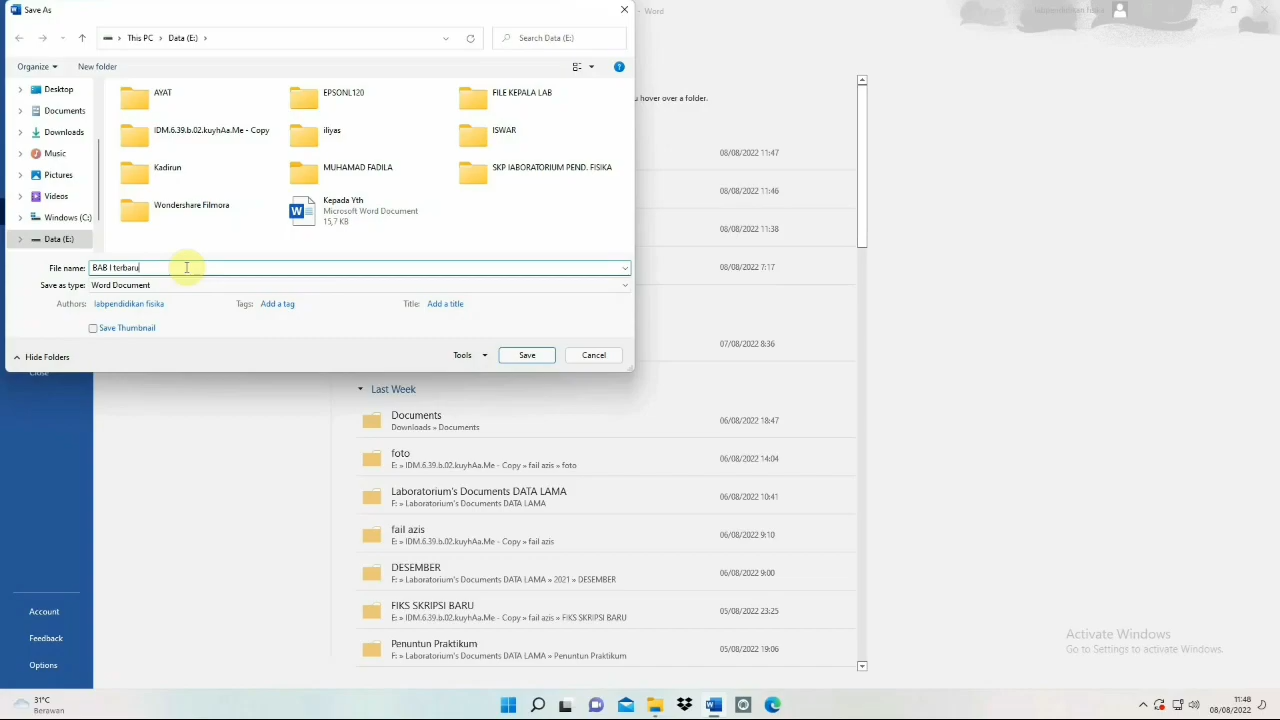 Save As
- Word
labpendidikan fisika
This PC > Data (E:) >
Search Data (E:)
Organize
New folder
Desktop
Documents
Downloads
Music
Pictures
Videos
Windows (C:)
Data (E:)
AYAT
EPSONL120
FILE KEPALA LAB
IDM.6.39.b.02.kuyhAa.Me - Copy
iliyas
ISWAR
Kadirun
MUHAMAD FADILA
SKP lABORATORIUM PEND. FISIKA
Wondershare Filmora
Kepada Yth
Microsoft Word Document
15,7 KB
File name: BAB I terbaru
Save as type: Word Document
Authors: labpendidikan fisika
Tags: Add a tag
Title: Add a title
Save Thumbnail
Hide Folders
Tools
Save
Cancel
u hover over a folder.
08/08/2022 11:47
08/08/2022 11:46
08/08/2022 11:38
08/08/2022 7:17
07/08/2022 8:36
Close
Last Week
Documents
Downloads » Documents
06/08/2022 18:47
foto
E: » IDM.6.39.b.02.kuyhAa.Me - Copy » fail azis » foto
06/08/2022 14:04
Laboratorium's Documents DATA LAMA
F: » Laboratorium's Documents DATA LAMA
06/08/2022 10:41
fail azis
E: » IDM.6.39.b.02.kuyhAa.Me - Copy » fail azis
06/08/2022 9:10
DESEMBER
F: » Laboratorium's Documents DATA LAMA » 2021 » DESEMBER
06/08/2022 9:00
FIKS SKRIPSI BARU
E: » IDM.6.39.b.02.kuyhAa.Me - Copy » fail azis » FIKS SKRIPSI BARU
05/08/2022 23:25
Penuntun Praktikum
F: » Laboratorium's Documents DATA LAMA » Penuntun Praktikum
05/08/2022 19:06
Account
Feedback
Options
Activate Windows
Go to Settings to activate Windows.
31°C
Berawan
11:48
08/08/2022